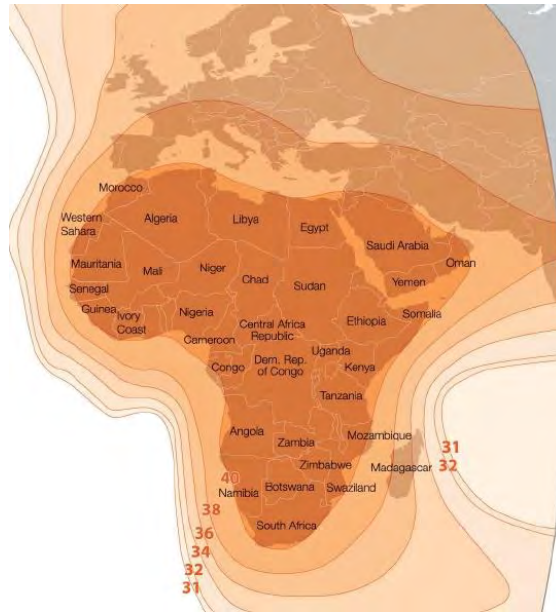 Morocco
Western
Sahara
Algeria
Libya
Egypt
Saudi Arabia
Oman
Mauritania
Mali
Niger
Chad
Sudan
Yemen
Senegal
Guinea
Ivory
Coast
Nigeria
Cameroon
Central Africa
Republic
Ethiopia
Somalia
Congo
Dem. Rep.
of Congo
Uganda
Kenya
Tanzania
Angola
Zambia
Mozambique
Zimbabwe
Madagascar
31
32
40
Namibia
Botswana
Swaziland
38
South Africa
36
34
32
31